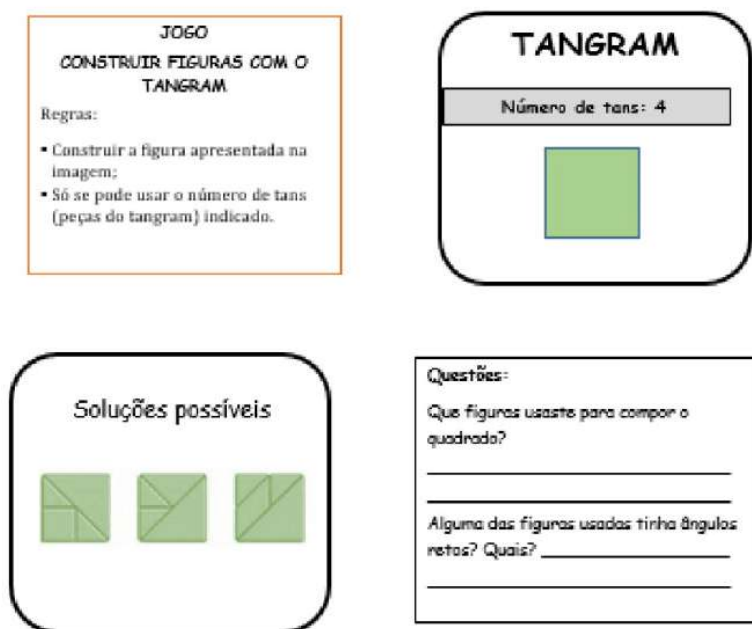 JOGO
CONSTRUIR FIGURAS COM O
TANGRAM
Regras:
▪ Construir a figura apresentada na
imagem;
▪ Só se pode usar o número de tans
(peças do tangram) indicado.
TANGRAM
Número de tans: 4
Soluções possíveis
Questões:
Que figuras usaste para compor o
quadrado?
Alguma das figuras usadas tinha ângulos
retos? Quais?